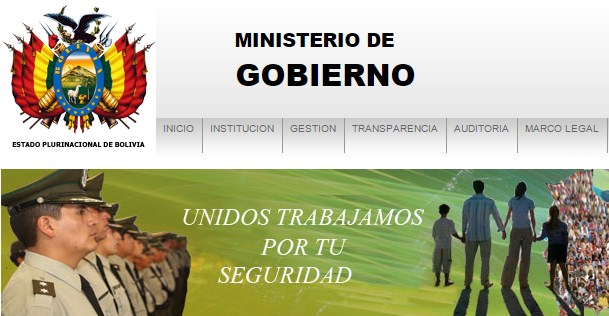 MINISTERIO DE
GOBIERNO
ESTADO PLURINACIONAL DE BOLIVIA
INICIO
INSTITUCION
GESTION
TRANSPARENCIA
AUDITORIA
MARCO LEGAL
UNIDOS TRABAJAMOS
POR TU
SEGURIDAD